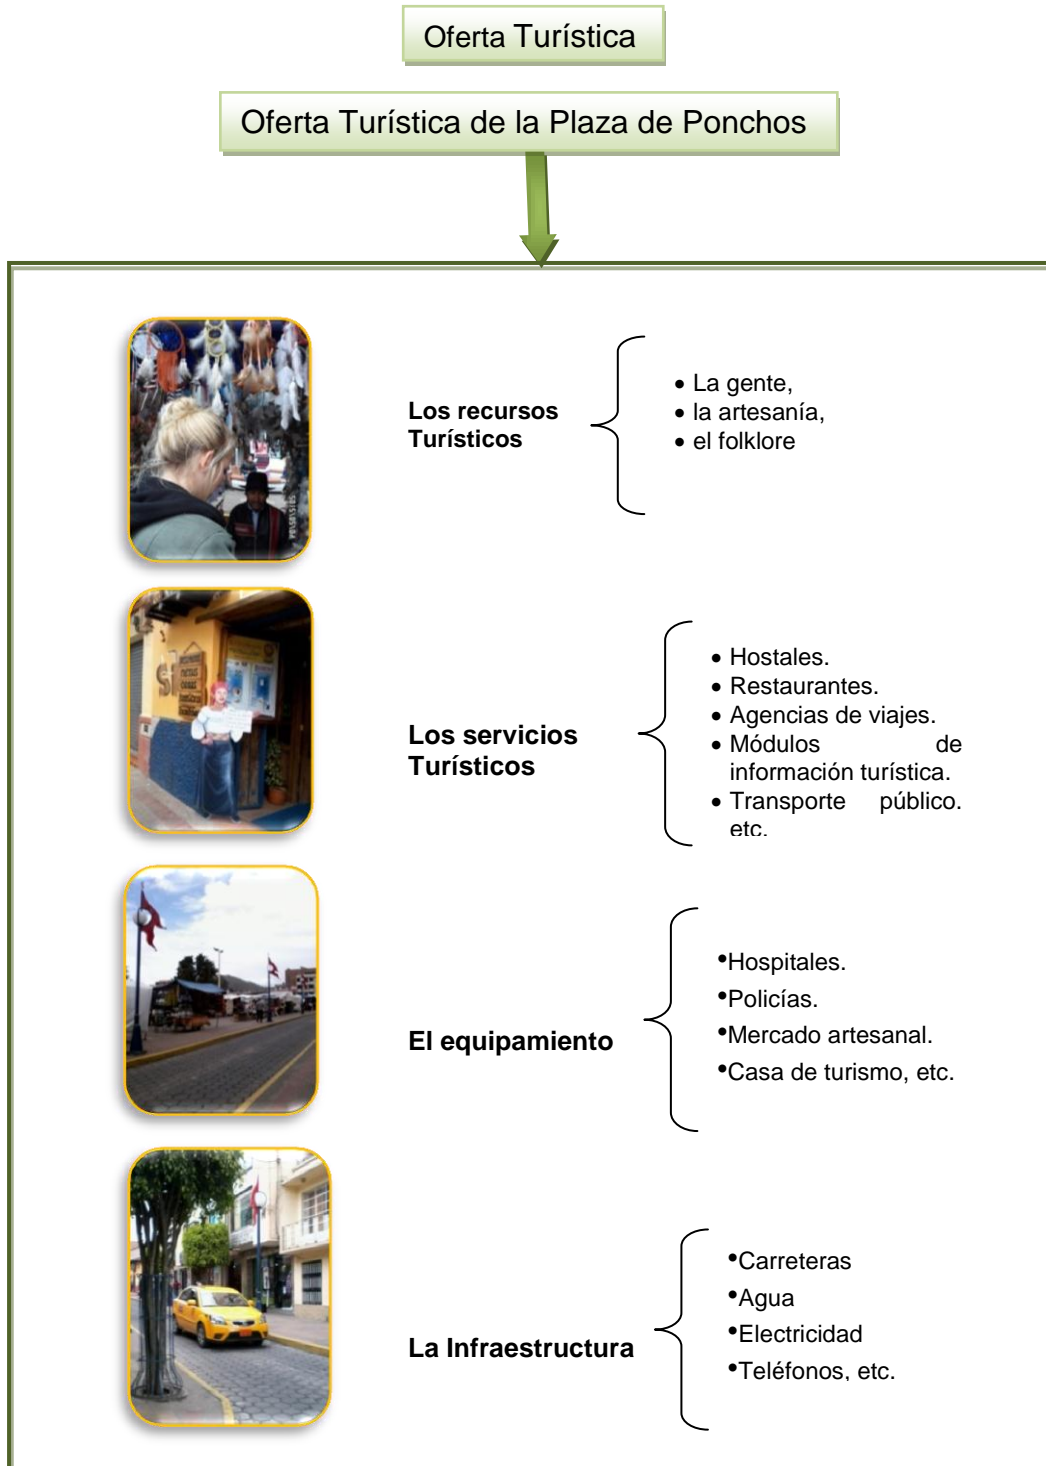 Oferta Turística
Oferta Turística de la Plaza de Ponchos
Los recursos
Turísticos
• La gente,
• la artesanía,
• el folklore
Los servicios
Turísticos
• Hostales.
• Restaurantes.
• Agencias de viajes.
• Módulos de
información turística.
• Transporte público.
etc.
El equipamiento
•Hospitales.
•Policías.
•Mercado artesanal.
•Casa de turismo, etc.
La Infraestructura
•Carreteras
•Agua
•Electricidad
•Teléfonos, etc.